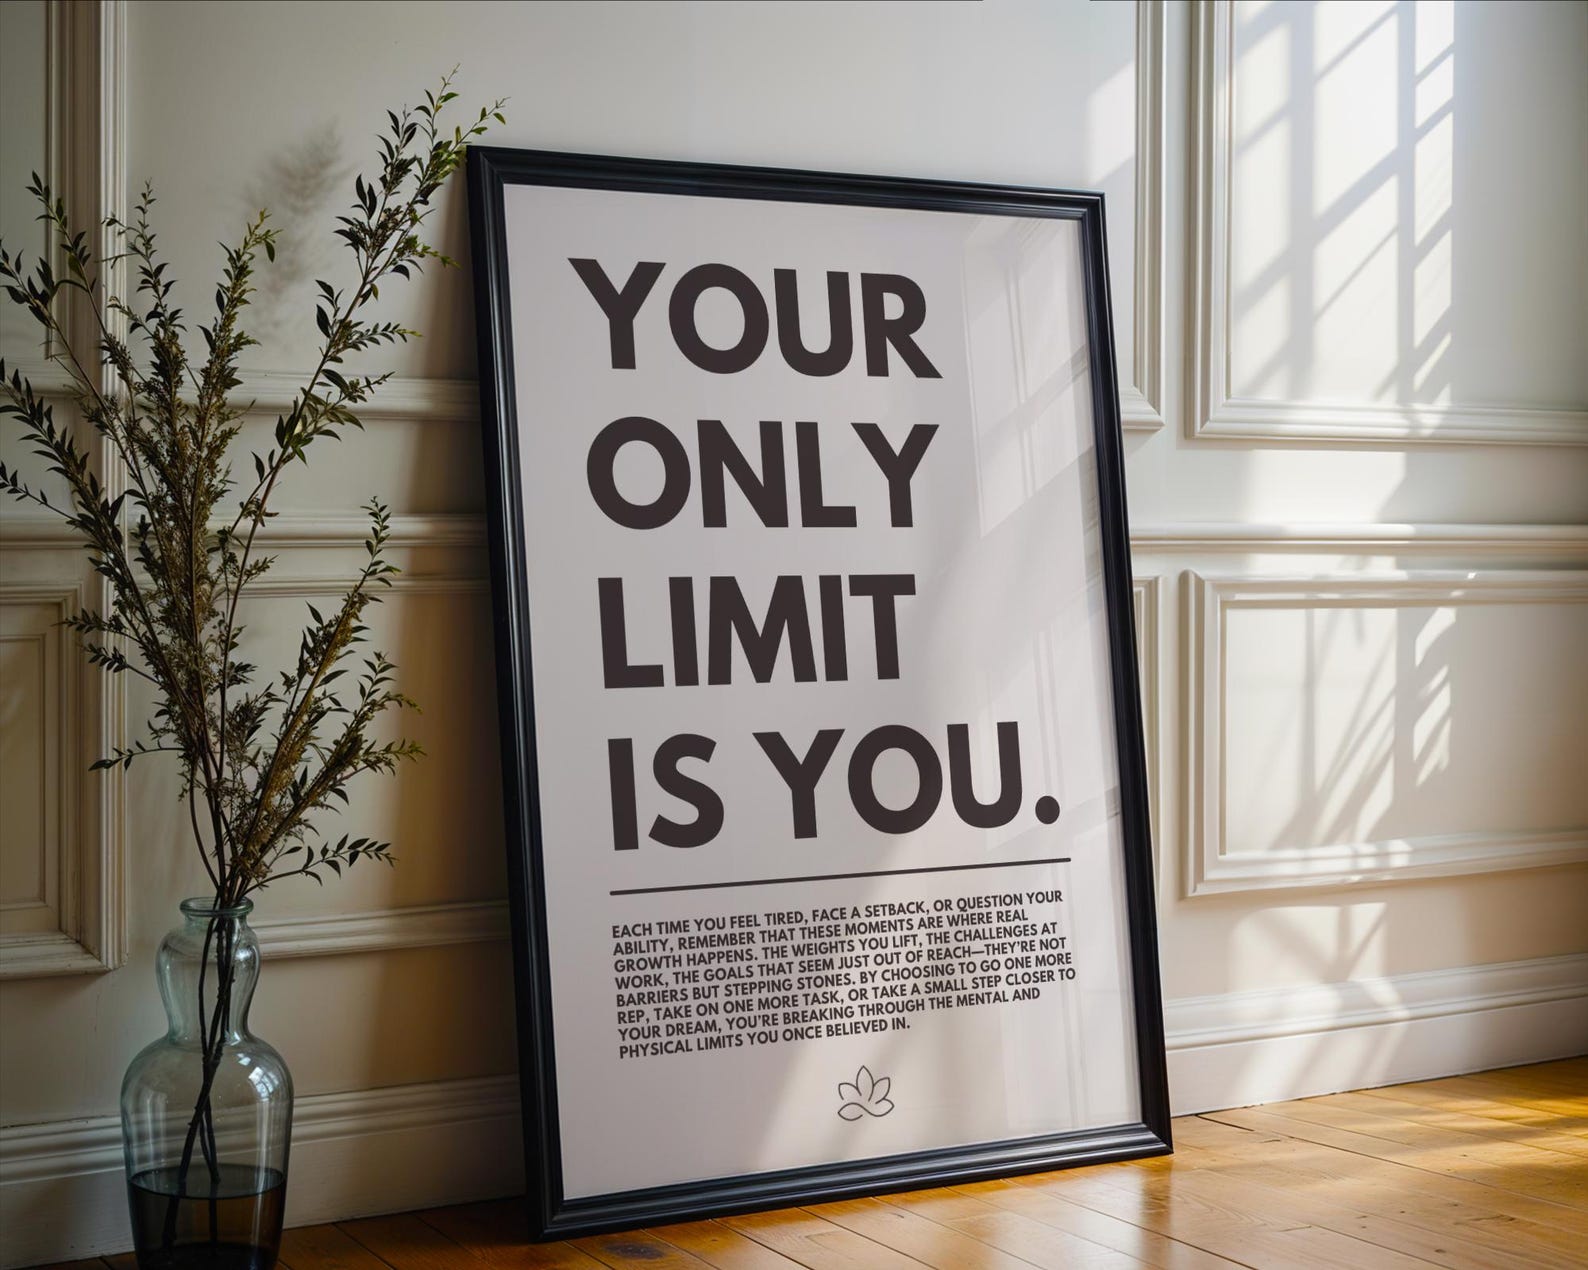 YOUR
ONLY
LIMIT
IS YOU.
EACH TIME YOU FEEL TIRED, FACE A SETBACK, OR QUESTION YOUR
ABILITY, REMEMBER THAT THESE MOMENTS ARE WHERE REAL
GROWTH HAPPENS. THE WEIGHTS YOU LIFT, THE CHALLENGES AT
WORK, THE GOALS THAT SEEM JUST OUT OF REACH—THEY'RE NOT
BARRIERS BUT STEPPING STONES. BY CHOOSING TO GO ONE MORE
REP, TAKE ON ONE MORE TASK, OR TAKE A SMALL STEP CLOSER TO
YOUR DREAM, YOU'RE BREAKING THROUGH THE MENTAL AND
PHYSICAL LIMITS YOU ONCE BELIEVED IN.